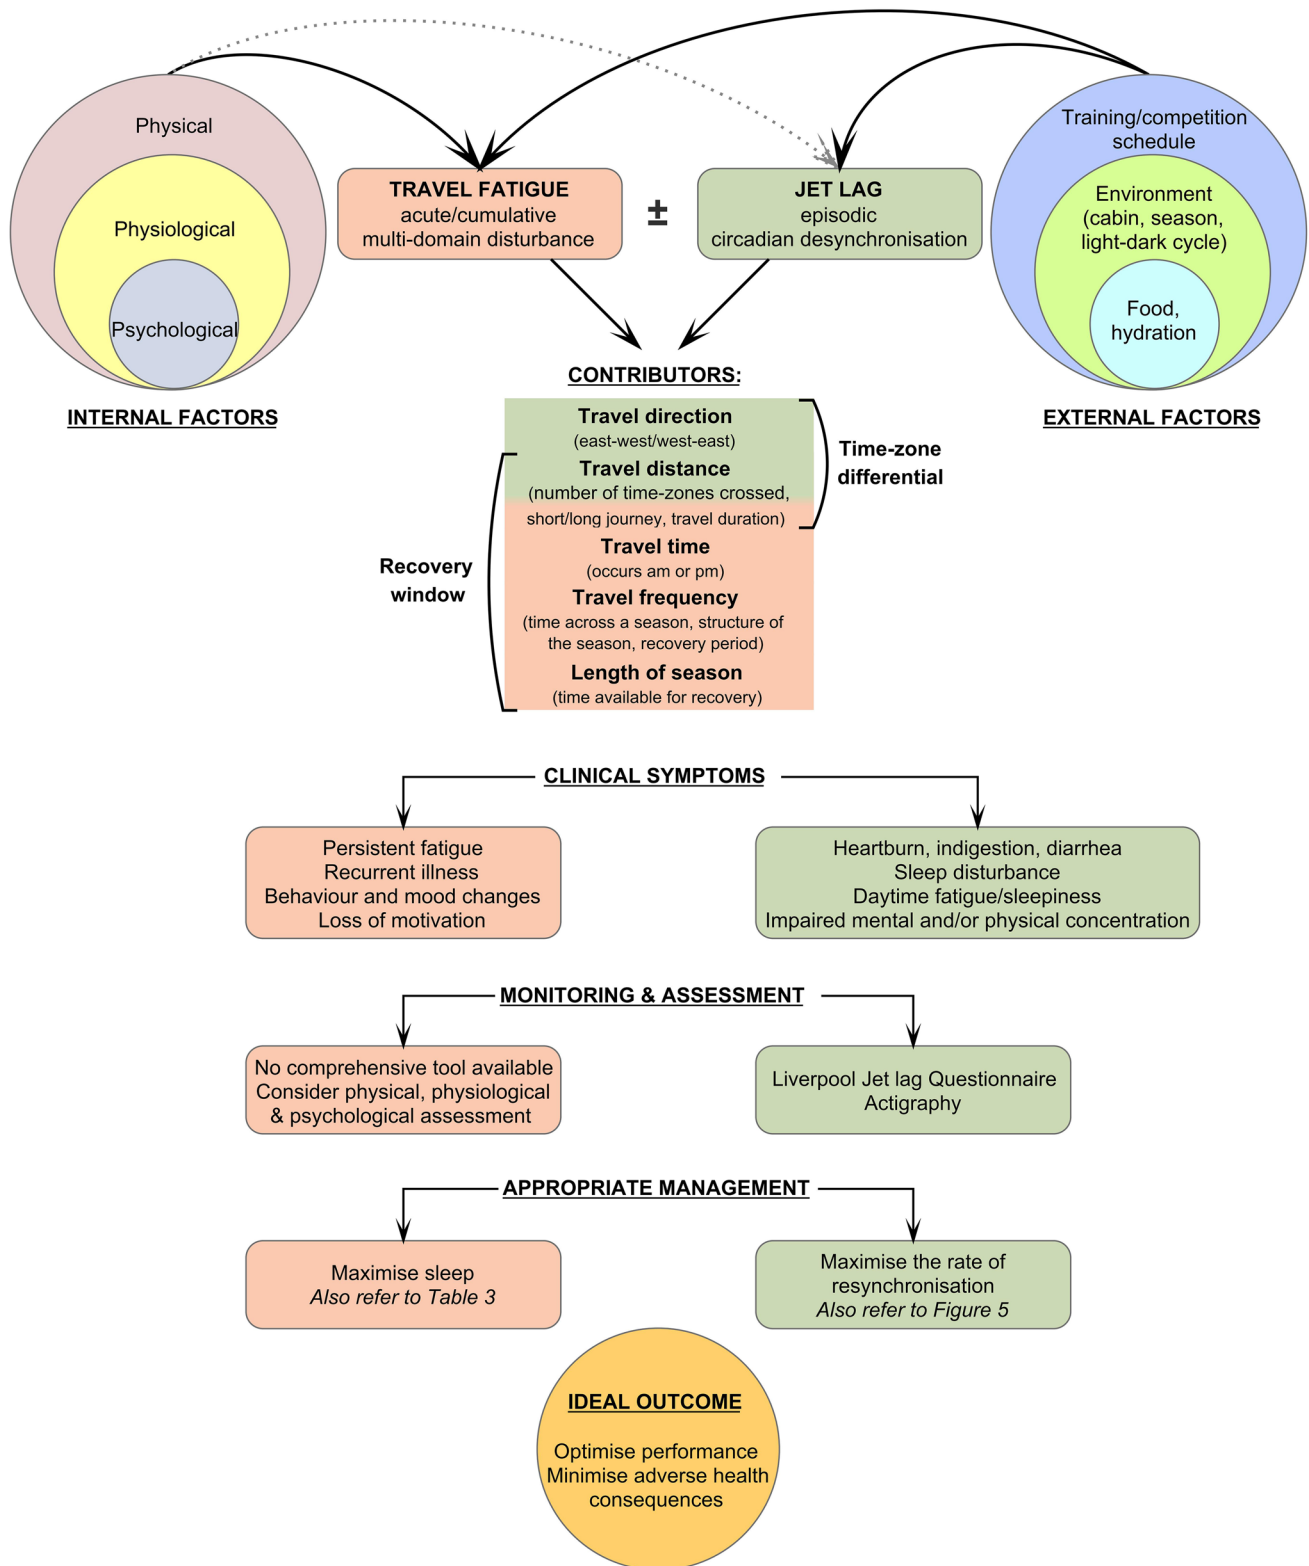 Physical
Physiological
Psychological
INTERNAL FACTORS
TRAVEL FATIGUE
acute/cumulative
multi-domain disturbance
±
JET LAG
episodic
circadian desynchronisation
Training/competition
schedule
Environment
(cabin, season,
light-dark cycle)
Food,
hydration
EXTERNAL FACTORS
CONTRIBUTORS:
Travel direction
(east-west/west-east)
Travel distance
(number of time-zones crossed,
short/long journey, travel duration)
Travel time
(occurs am or pm)
Travel frequency
(time across a season, structure of
the season, recovery period)
Length of season
(time available for recovery)
Time-zone
differential
Recovery
window
CLINICAL SYMPTOMS
Persistent fatigue
Recurrent illness
Behaviour and mood changes
Loss of motivation
Heartburn, indigestion, diarrhea
Sleep disturbance
Daytime fatigue/sleepiness
Impaired mental and/or physical concentration
MONITORING & ASSESSMENT
No comprehensive tool available
Consider physical, physiological
& psychological assessment
Liverpool Jet lag Questionnaire
Actigraphy
APPROPRIATE MANAGEMENT
Maximise sleep
Also refer to Table 3
Maximise the rate of
resynchronisation
Also refer to Figure 5
IDEAL OUTCOME
Optimise performance
Minimise adverse health
consequences